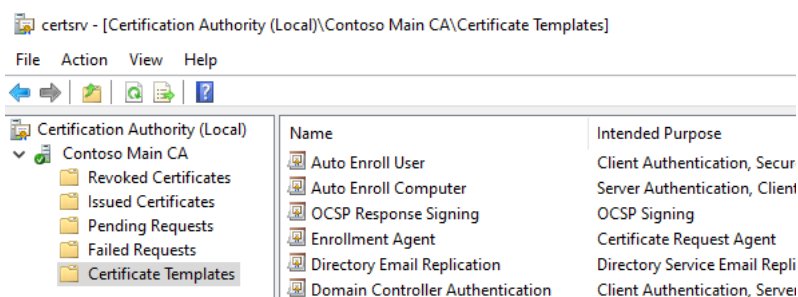 certsrv - [Certification Authority (Local)\Contoso Main CA\Certificate Templates]
File Action View Help
Certification Authority (Local)
Contoso Main CA
Revoked Certificates
Issued Certificates
Pending Requests
Failed Requests
Certificate Templates
Name Intended Purpose
Auto Enroll User Client Authentication, Secur
Auto Enroll Computer Server Authentication, Client
OCSP Response Signing OCSP Signing
Enrollment Agent Certificate Request Agent
Directory Email Replication Directory Service Email Repli
Domain Controller Authentication Client Authentication, Server